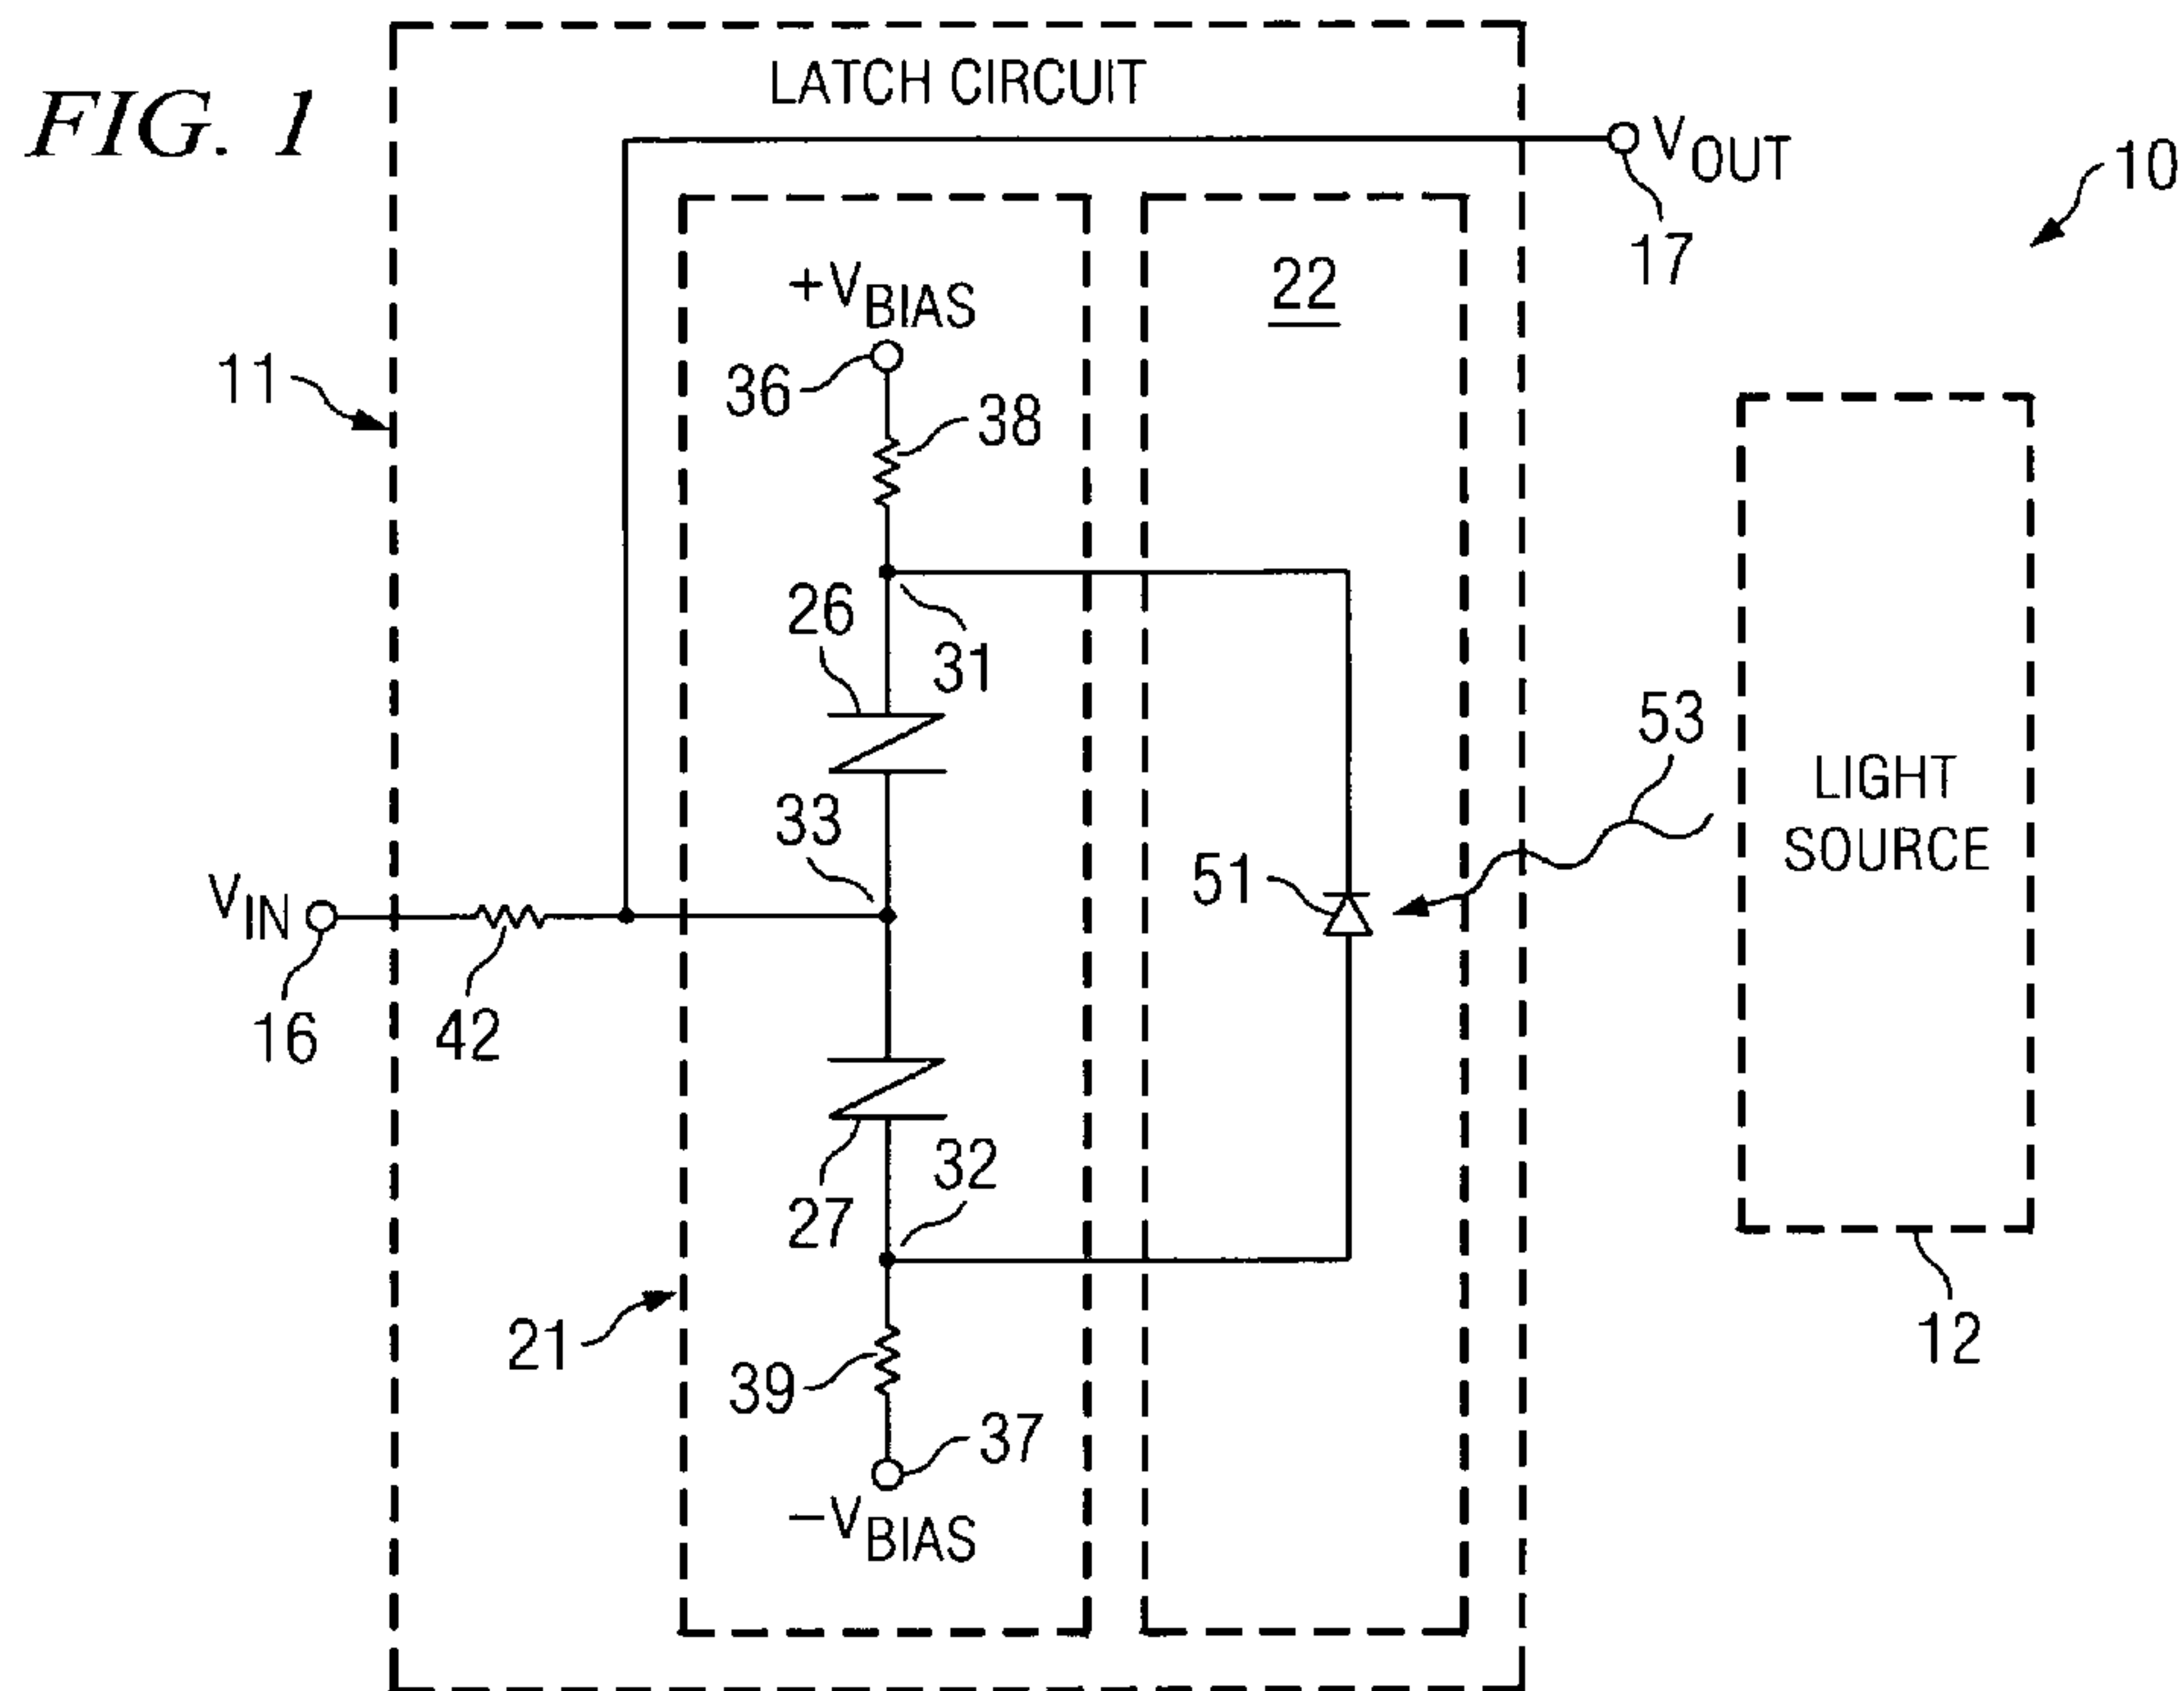 FIG. 1
LATCH CIRCUIT
VOUT
10
17
+VBIAS
22
36
38
11
26
31
53
33
LIGHT
SOURCE
51
VIN
16
42
32
27
21
12
39
37
−VBIAS